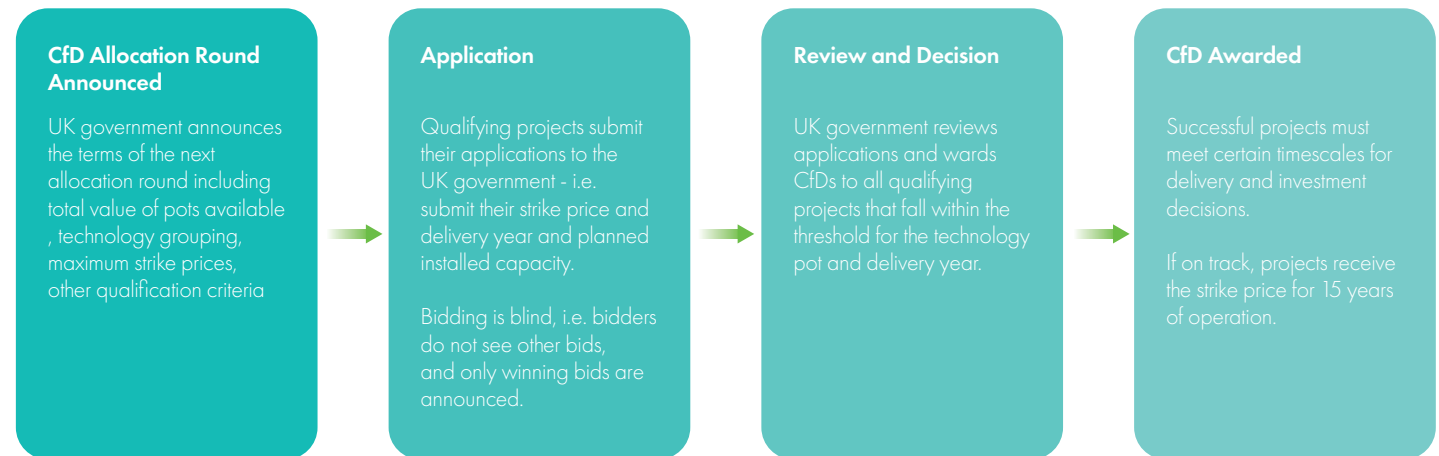 CfD Allocation Round
Announced
UK government announces
the terms of the next
allocation round including
total value of pots available
, technology grouping,
maximum strike prices,
other qualification criteria
Application
Qualifying projects submit
their applications to the
UK government - i.e.
submit their strike price and
delivery year and planned
installed capacity.
Bidding is blind, i.e. bidders
do not see other bids,
and only winning bids are
announced.
Review and Decision
UK government reviews
applications and wards
CfDs to all qualifying
projects that fall within the
threshold for the technology
pot and delivery year.
CfD Awarded
Successful projects must
meet certain timescales for
delivery and investment
decisions.
If on track, projects receive
the strike price for 15 years
of operation.